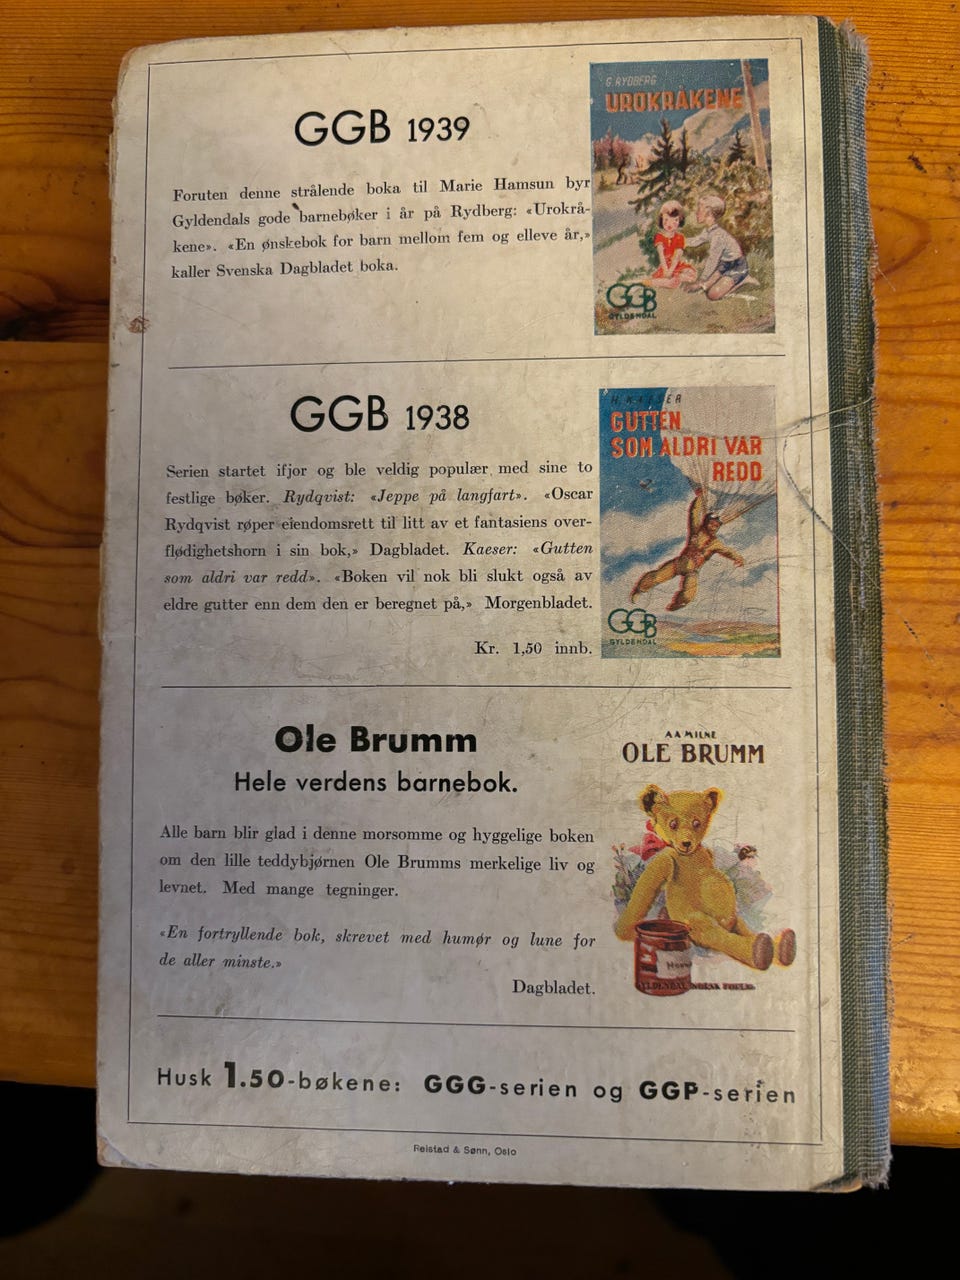 GGB 1939
Foruten denne strålende boka til Marie Hamsun byr
Gyldendals gode barnebøker i år på Rydberg: «Urokrå-
kene». «En ønskebok for barn mellom fem og elleve år,»
kaller Svenska Dagbladet boka.
G. RYDBERG
UROKRÅKENE
GGB
GYLDENDAL
GGB 1938
Serien startet ifjor og ble veldig populær med sine to
festlige bøker. Rydqvist: «Jeppe på langfart». «Oscar
Rydqvist røper eiendomsrett til litt av et fantasiens over-
flødighetshorn i sin bok,» Dagbladet. Kaeser: «Gutten
som aldri var redd». «Boken vil nok bli slukt også av
eldre gutter enn dem den er beregnet på,» Morgenbladet.
Kr. 1,50 innb.
H. KAESER
GUTTEN
SOM ALDRI VAR
REDD
GGB
GYLDENDAL
Ole Brumm
Hele verdens barnebok.
Alle barn blir glad i denne morsomme og hyggelige boken
om den lille teddybjørnen Ole Brumms merkelige liv og
levnet. Med mange tegninger.
«En fortryllende bok, skrevet med humør og lune for
de aller minste.»
Dagbladet.
A A MILNE
OLE BRUMM
GYLDENDAL NORSK FORLAG
Husk 1.50-bøkene: GGG-serien og GGP-serien
Reistad & Sønn, Oslo